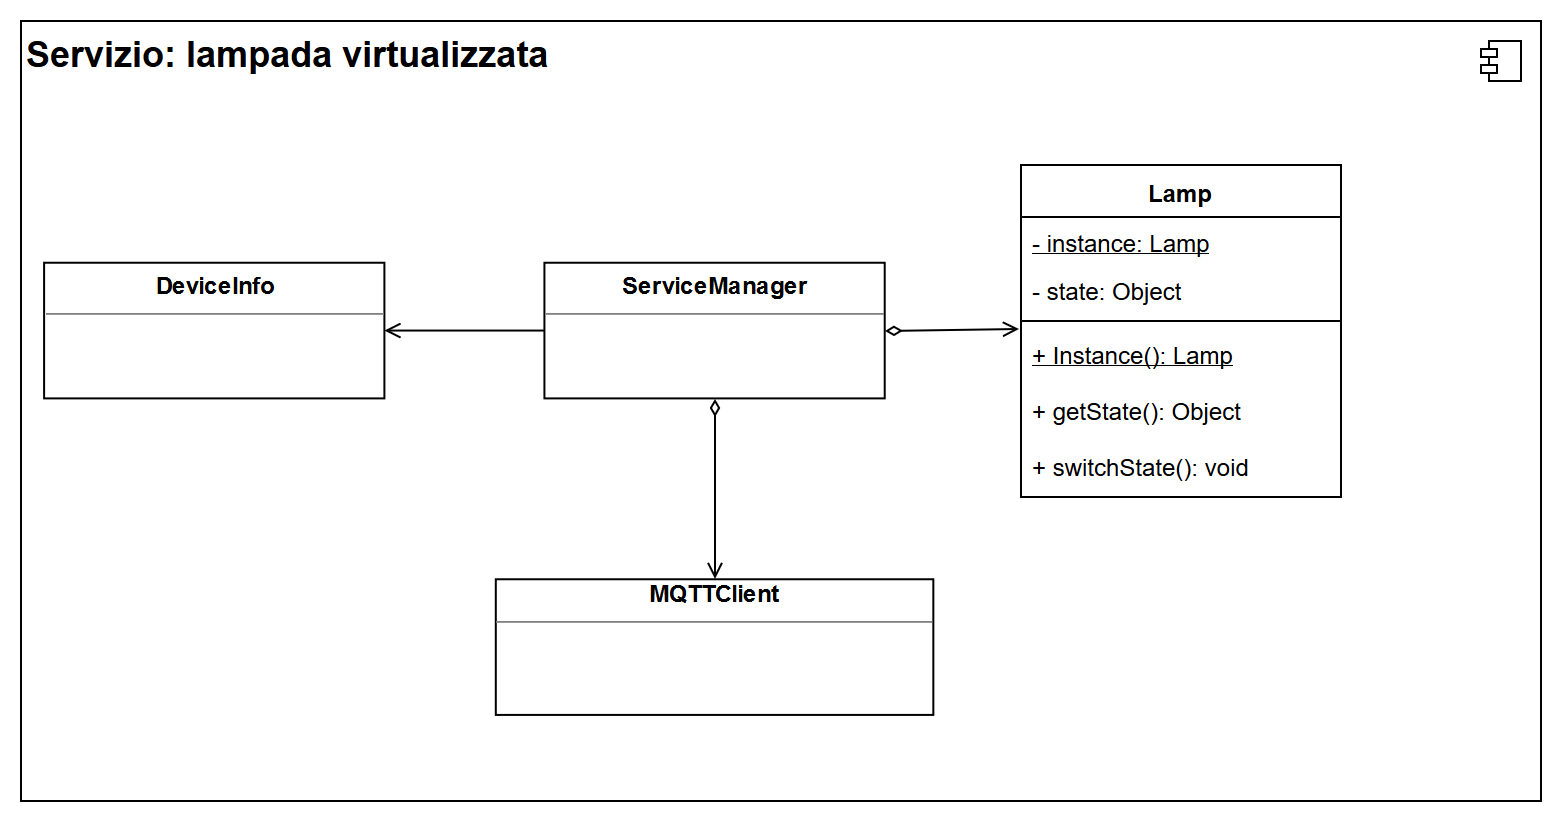 Servizio: lampada virtualizzata
DeviceInfo
ServiceManager
Lamp
- instance: Lamp
- state: Object
+ Instance(): Lamp
+ getState(): Object
+ switchState(): void
MQTTClient